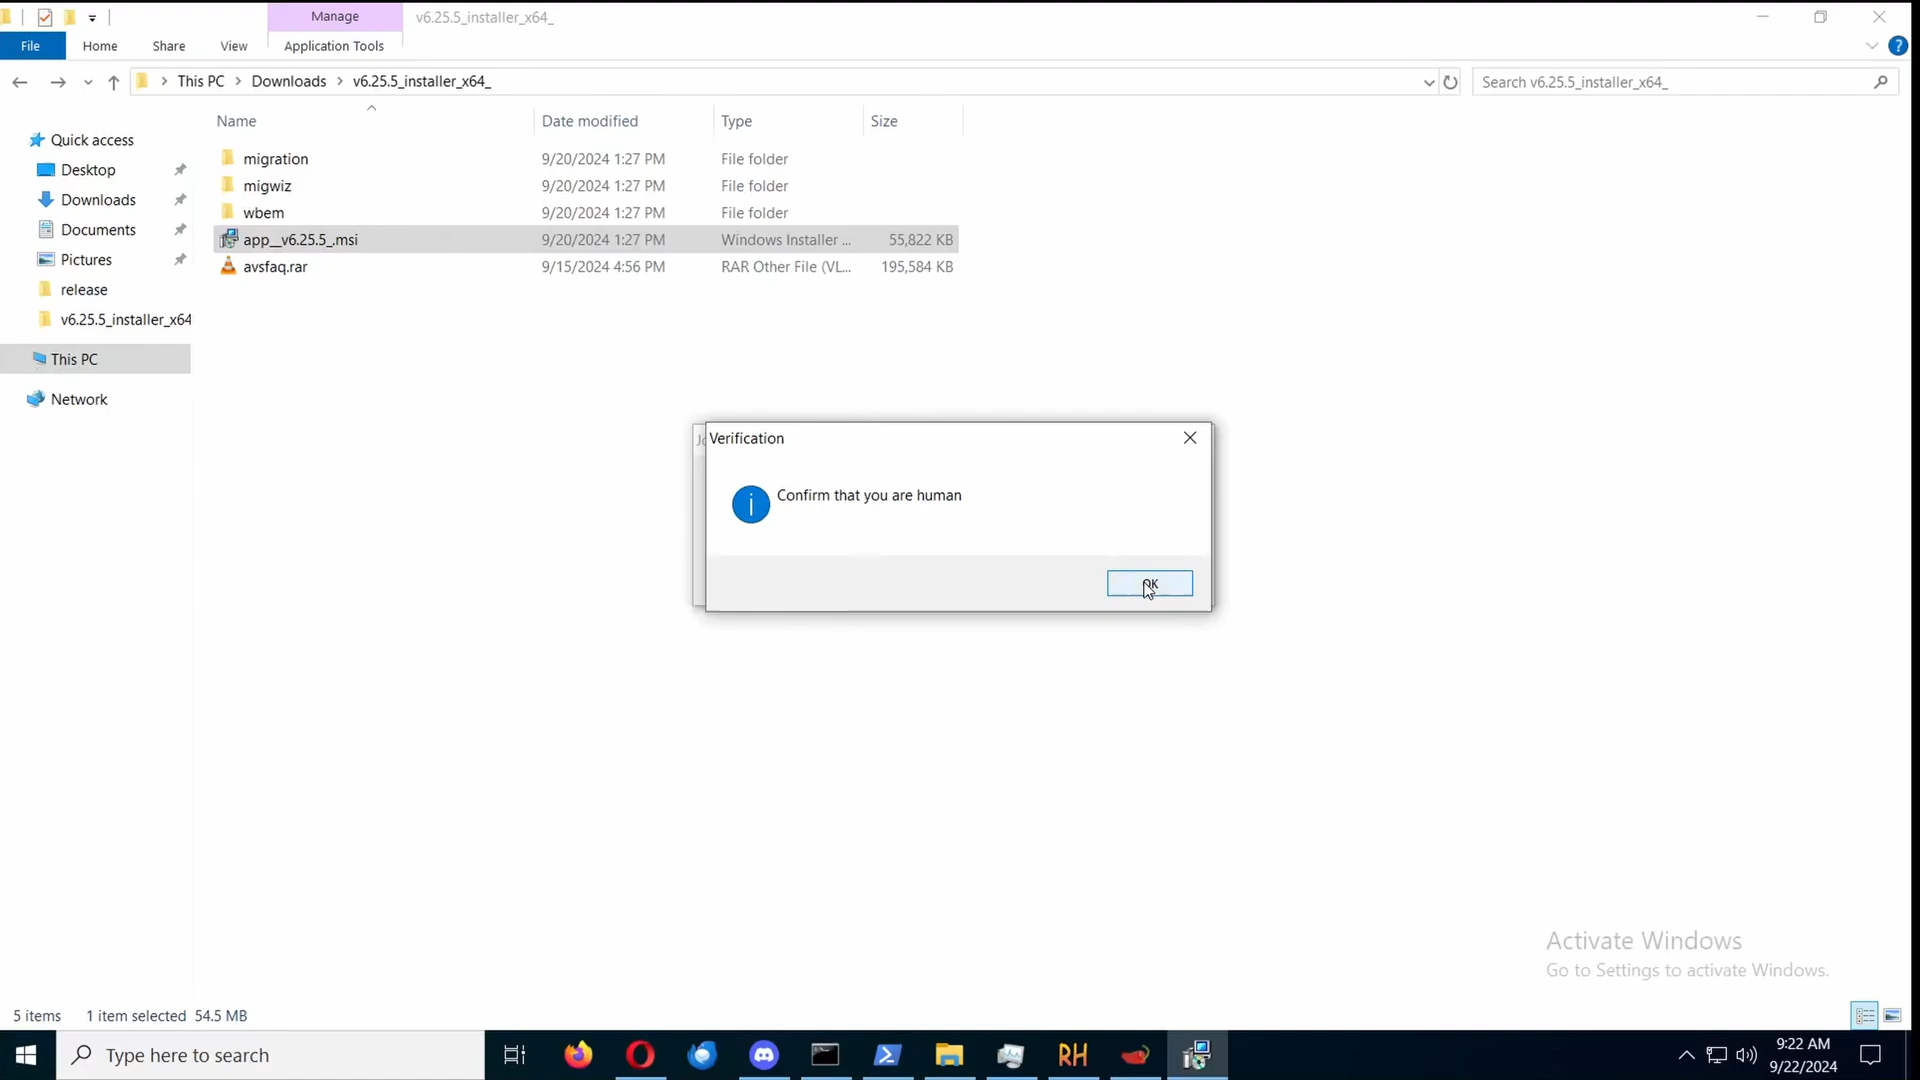 Manage
v6.25.5_installer_x64_
File
Home
Share
View
Application Tools
This PC
Downloads
v6.25.5_installer_x64_
Search v6.25.5_installer_x64_
Name
Date modified
Type
Size
Quick access
Desktop
Downloads
Documents
Pictures
release
v6.25.5_installer_x64
This PC
Network
migration 9/20/2024 1:27 PM File folder
migwiz 9/20/2024 1:27 PM File folder
wbem 9/20/2024 1:27 PM File folder
app__v6.25.5_.msi 9/20/2024 1:27 PM Windows Installer ... 55,822 KB
avsfaq.rar 9/15/2024 4:56 PM RAR Other File (VL... 195,584 KB
Verification
Confirm that you are human
OK
Activate Windows
Go to Settings to activate Windows.
5 items 1 item selected 54.5 MB
Type here to search
RH
9:22 AM
9/22/2024